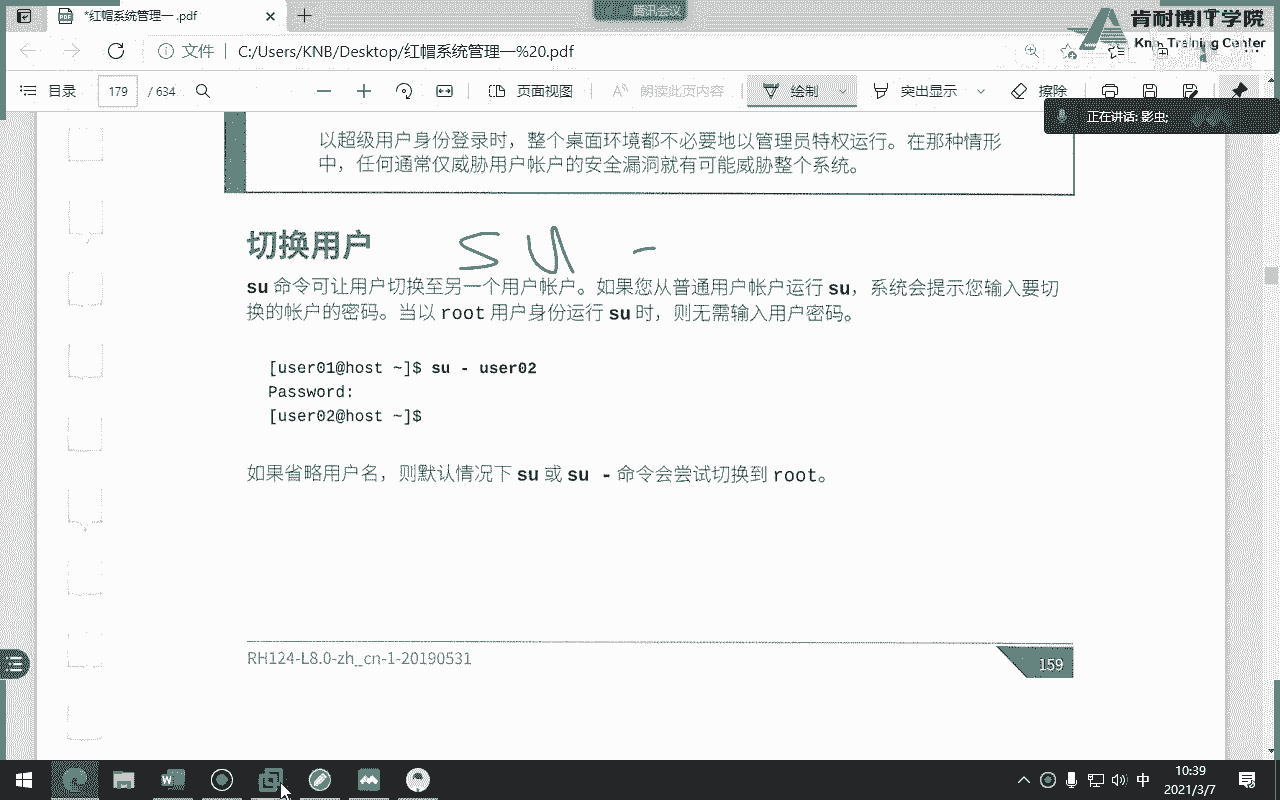 *红帽系统管理一 .pdf
腾讯会议
肯耐博IT学院
Knb Training Center
文件
C:/Users/KNB/Desktop/红帽系统管理一%20.pdf
目录
179
/ 634
页面视图
朗读此页内容
绘制
突出显示
擦除
正在讲话: 影虫;
以超级用户身份登录时，整个桌面环境都不必要地以管理员特权运行。在那种情形
中，任何通常仅威胁用户帐户的安全漏洞就有可能威胁整个系统。
切换用户
su -
su 命令可让用户切换至另一个用户帐户。如果您从普通用户帐户运行 su，系统会提示您输入要切
换的帐户的密码。当以 root 用户身份运行 su 时，则无需输入用户密码。
[user01@host ~]$ su - user02
Password:
[user02@host ~]$
如果省略用户名，则默认情况下 su 或 su - 命令会尝试切换到 root。
RH124-L8.0-zh_cn-1-20190531
159
中
10:39
2021/3/7